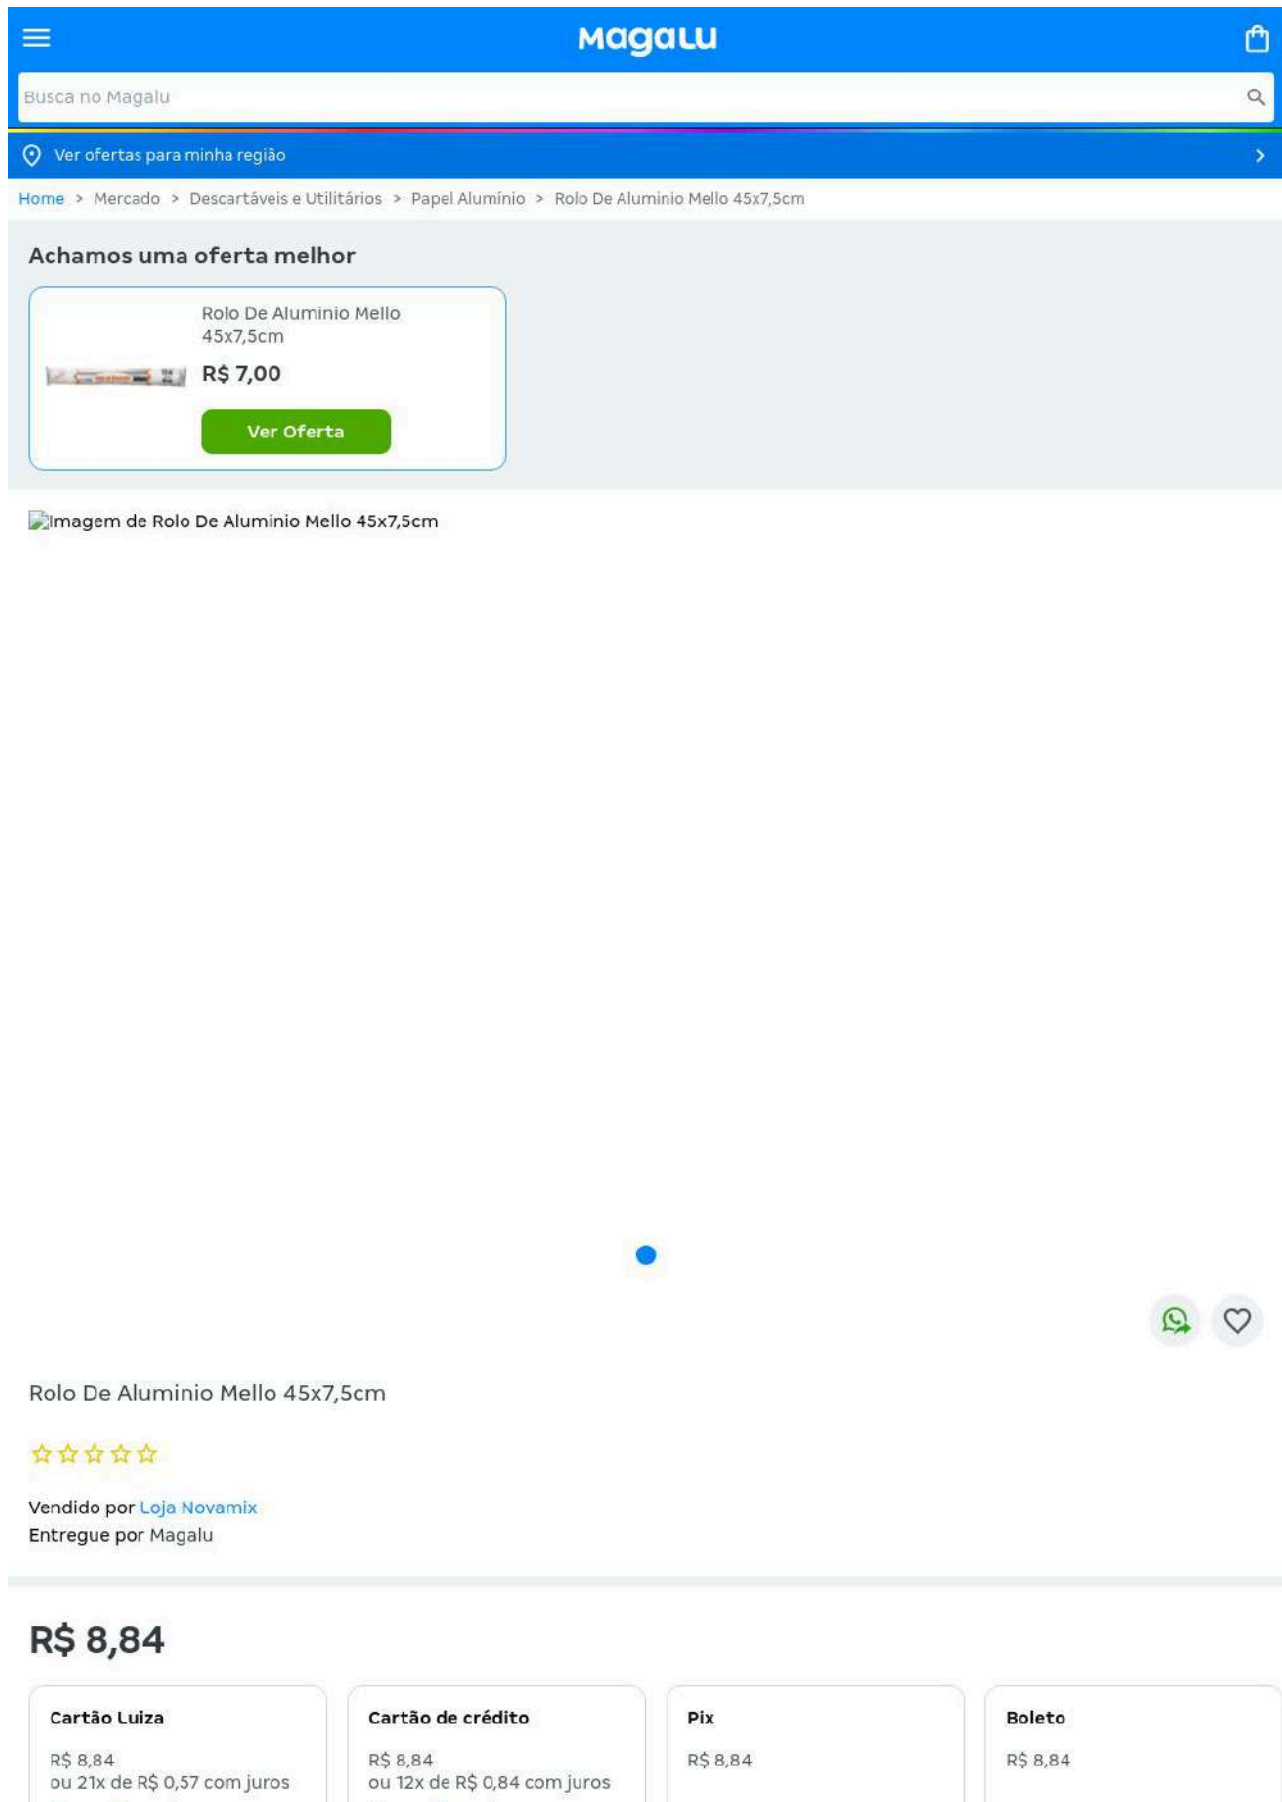 Magalu
Busca no Magalu
Ver ofertas para minha região
Home > Mercado > Descartáveis e Utilitários > Papel Alumínio > Rolo De Aluminio Mello 45x7,5cm
Achamos uma oferta melhor
Rolo De Aluminio Mello
45x7,5cm
R$ 7,00
Ver Oferta
Imagem de Rolo De Aluminio Mello 45x7,5cm
Rolo De Aluminio Mello 45x7,5cm
Vendido por Loja Novamix
Entregue por Magalu
R$ 8,84
Cartão Luiza
R$ 8,84
ou 21x de R$ 0,57 com juros
Cartão de crédito
R$ 8,84
ou 12x de R$ 0,84 com juros
Pix
R$ 8,84
Boleto
R$ 8,84